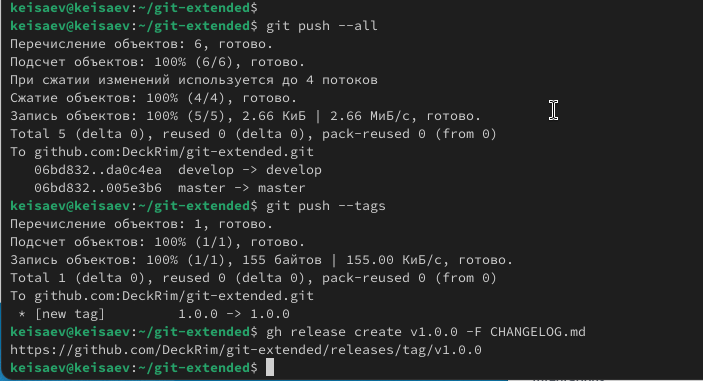 keisaev@keisaev:~/git-extended$
keisaev@keisaev:~/git-extended$ git push --all
Перечисление объектов: 6, готово.
Подсчет объектов: 100% (6/6), готово.
При сжатии изменений используется до 4 потоков
Сжатие объектов: 100% (4/4), готово.
Запись объектов: 100% (5/5), 2.66 КиБ | 2.66 МиБ/с, готово.
Total 5 (delta 0), reused 0 (delta 0), pack-reused 0 (from 0)
To github.com:DeckRim/git-extended.git
   06bd832..da0c4ea  develop -> develop
   06bd832..005e3b6  master -> master
keisaev@keisaev:~/git-extended$ git push --tags
Перечисление объектов: 1, готово.
Подсчет объектов: 100% (1/1), готово.
Запись объектов: 100% (1/1), 155 байтов | 155.00 КиБ/с, готово.
Total 1 (delta 0), reused 0 (delta 0), pack-reused 0 (from 0)
To github.com:DeckRim/git-extended.git
 * [new tag]         1.0.0 -> 1.0.0
keisaev@keisaev:~/git-extended$ gh release create v1.0.0 -F CHANGELOG.md
https://github.com/DeckRim/git-extended/releases/tag/v1.0.0
keisaev@keisaev:~/git-extended$